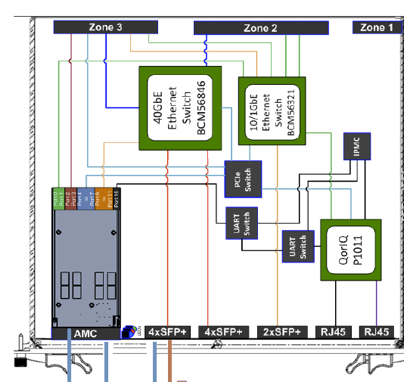 Zone 3
Zone 2
Zone 1
40GbE
Ethernet
Switch
BCM56846
10/1GbE
Ethernet
Switch
BCM56321
IPMC
PCIe
Switch
UART
Switch
UART
Switch
QorIQ
P1011
AMC
4xSFP+
4xSFP+
2xSFP+
RJ45
RJ45